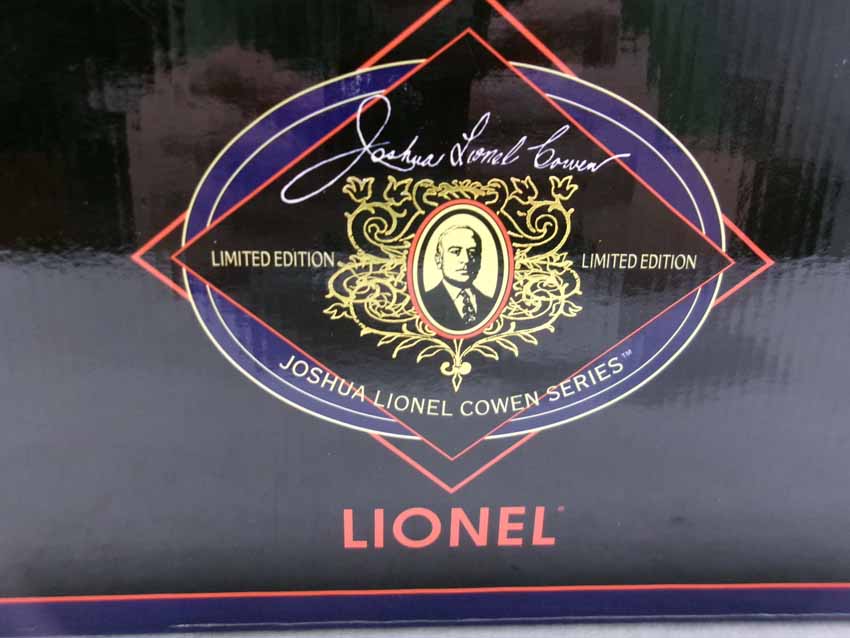 Joshua Lionel Cowen
LIMITED EDITION
LIMITED EDITION
JOSHUA LIONEL COWEN SERIES™
LIONEL